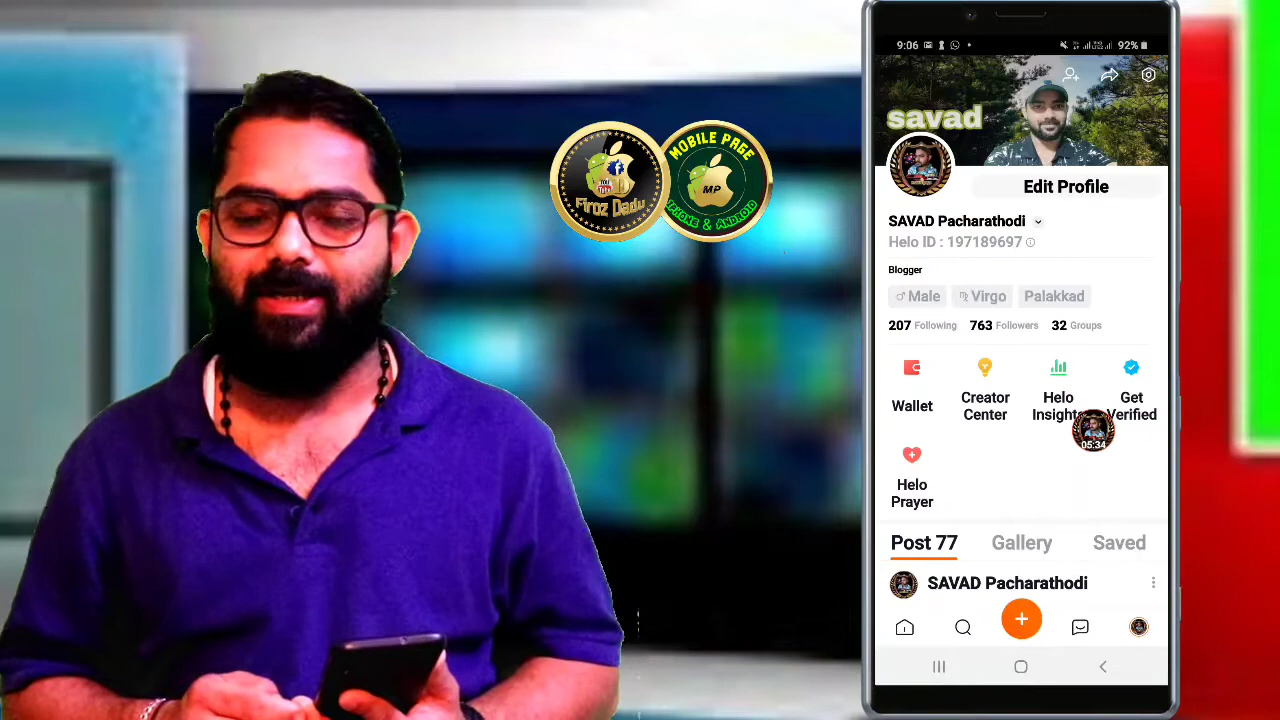 You
Tube
Firoz Dadu
MOBILE PAGE
MP
IPHONE & ANDROID
9:06
92%
savad
Edit Profile
SAVAD Pacharathodi
Helo ID : 197189697
Blogger
Male
Virgo
Palakkad
207 Following 763 Followers 32 Groups
Wallet
Creator
Center
Helo
Insights
Get
Verified
05:34
Helo
Prayer
Post 77
Gallery
Saved
SAVAD Pacharathodi